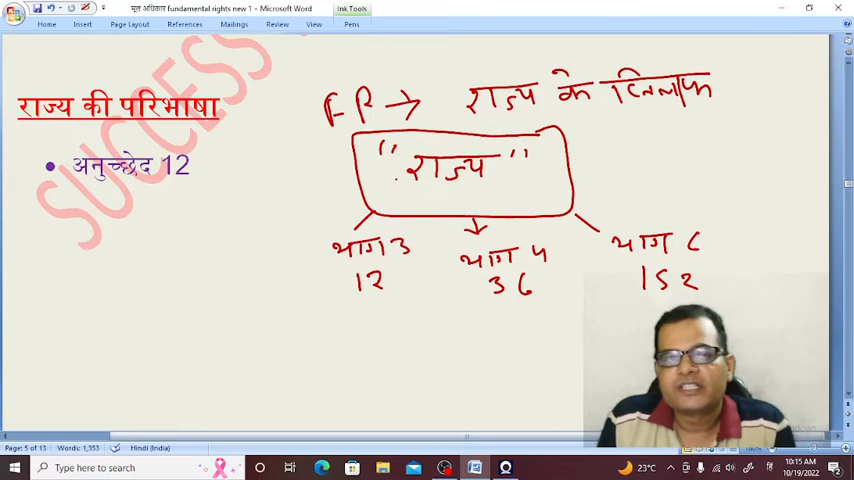 मूल अधिकार fundamental rights new 1 - Microsoft Word
Ink Tools
Home Insert Page Layout References Mailings Review View Pens
SUCCESS
राज्य की परिभाषा
• अनुच्छेद 12
FR → राज्य के खिलाफ
"राज्य"
भाग 3 भाग 4 भाग 6
12 36 152
Page: 5 of 13 Words: 1,353 Hindi (India)
Type here to search
23°C
10:15 AM
10/19/2022